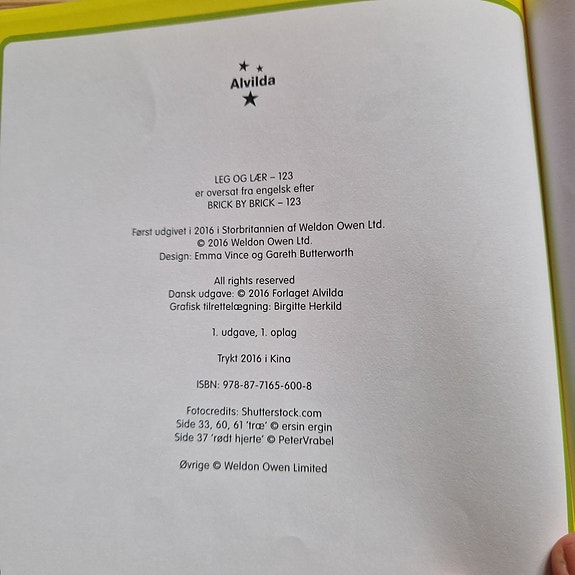 Alvilda
LEG OG LÆR – 123
er oversat fra engelsk efter
BRICK BY BRICK – 123
Først udgivet i 2016 i Storbritannien af Weldon Owen Ltd.
© 2016 Weldon Owen Ltd.
Design: Emma Vince og Gareth Butterworth
All rights reserved
Dansk udgave: © 2016 Forlaget Alvilda
Grafisk tilrettelægning: Birgitte Herkild
1. udgave, 1. oplag
Trykt 2016 i Kina
ISBN: 978-87-7165-600-8
Fotocredits: Shutterstock.com
Side 33, 60, 61 'træ' © ersin ergin
Side 37 'rødt hjerte' © PeterVrabel
Øvrige © Weldon Owen Limited